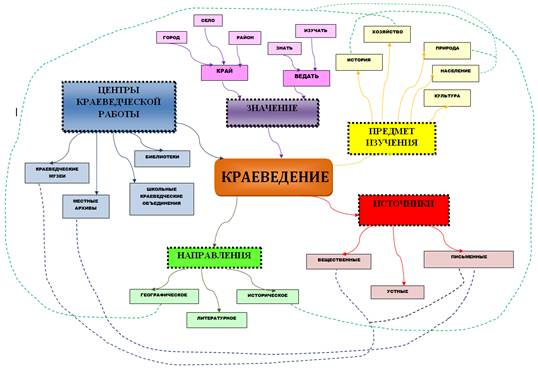 СЕЛО
ГОРОД
РАЙОН
ИЗУЧАТЬ
ЗНАТЬ
ХОЗЯЙСТВО
ИСТОРИЯ
ПРИРОДА
НАСЕЛЕНИЕ
КУЛЬТУРА
КРАЙ
ВЕДАТЬ
ЦЕНТРЫ
КРАЕВЕДЧЕСКОЙ
РАБОТЫ
ЗНАЧЕНИЕ
ПРЕДМЕТ
ИЗУЧЕНИЯ
БИБЛИОТЕКИ
КРАЕВЕДЧЕСКИЕ
МУЗЕИ
МЕСТНЫЕ
АРХИВЫ
ШКОЛЬНЫЕ
КРАЕВЕДЧЕСКИЕ
ОБЪЕДИНЕНИЯ
КРАЕВЕДЕНИЕ
ИСТОЧНИКИ
НАПРАВЛЕНИЯ
ВЕЩЕСТВЕННЫЕ
ПИСЬМЕННЫЕ
УСТНЫЕ
ГЕОГРАФИЧЕСКОЕ
ИСТОРИЧЕСКОЕ
ЛИТЕРАТУРНОЕ